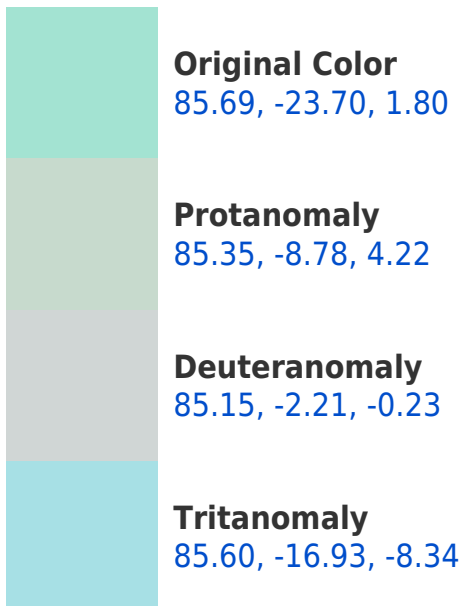 Original Color
85.69, -23.70, 1.80
Protanomaly
85.35, -8.78, 4.22
Deuteranomaly
85.15, -2.21, -0.23
Tritanomaly
85.60, -16.93, -8.34